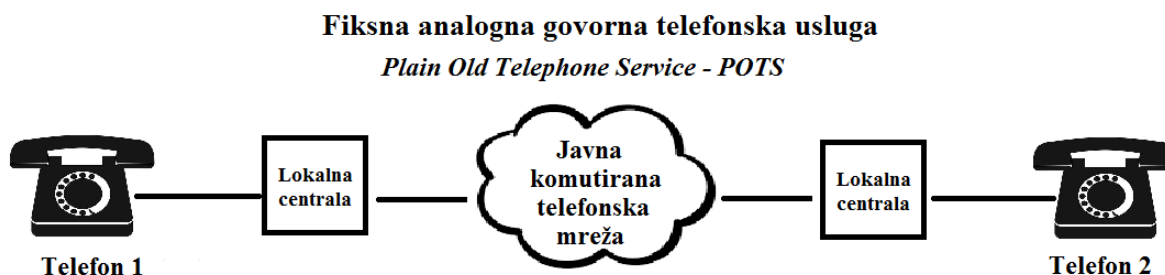 Fiksna analogna govorna telefonska usluga
Plain Old Telephone Service - POTS
Lokalna
centrala
Javna
komutirana
telefonska
mreža
Lokalna
centrala
Telefon 1
Telefon 2